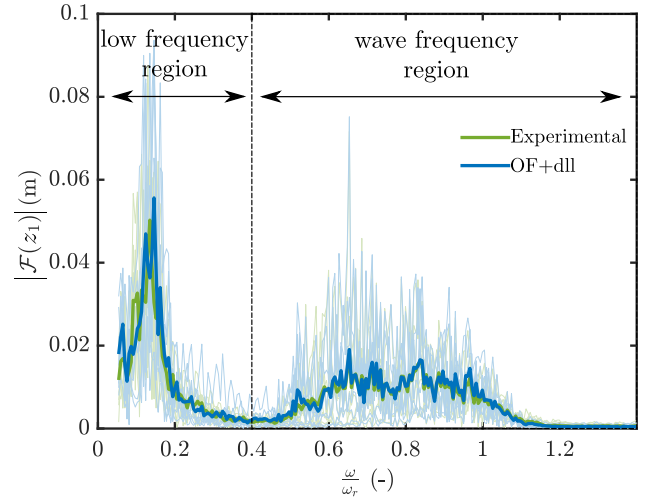 low frequency
region
wave frequency
region
Experimental
OF+dll
|ℱ(z₁)|(m)
0.1
0.08
0.06
0.04
0.02
0
0 0.2 0.4 0.6 0.8 1 1.2
ω/ωᵣ (-)